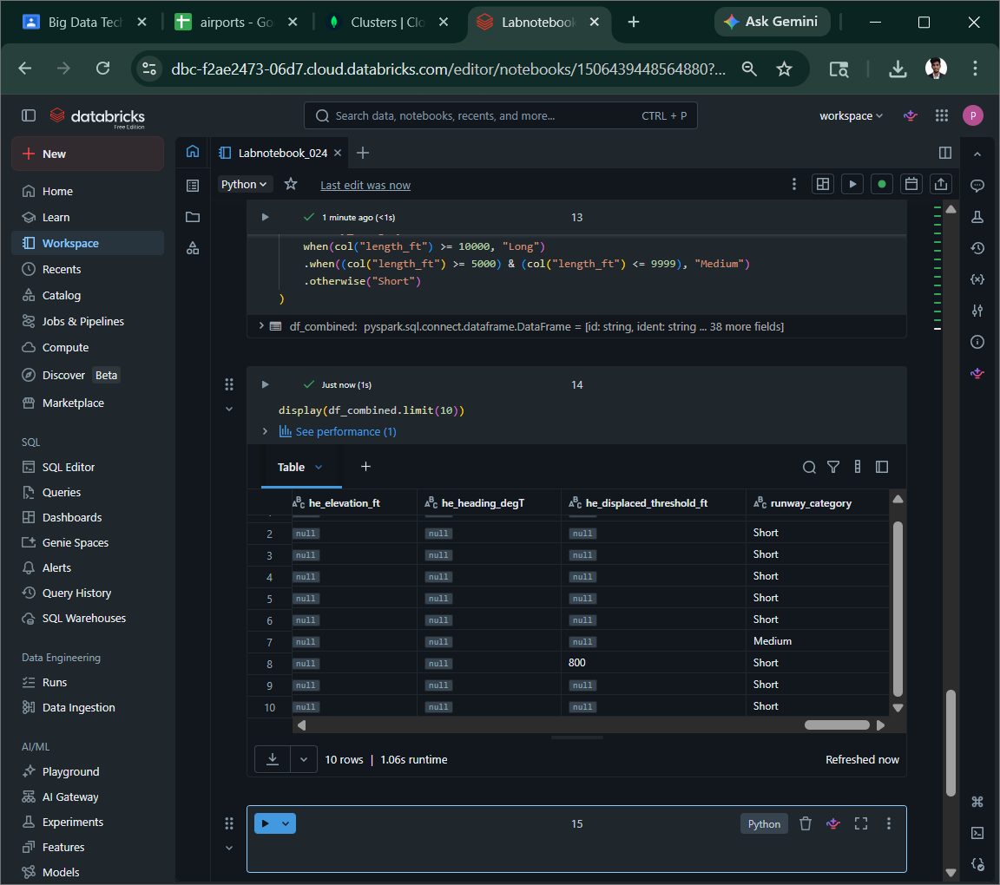 Big Data Tech
airports - Go
Clusters | Clo
Labnotebook
Ask Gemini
dbc-f2ae2473-06d7.cloud.databricks.com/editor/notebooks/1506439448564880?...
databricks
Free Edition
Search data, notebooks, recents, and more...
CTRL + P
workspace
P
New
Home
Learn
Workspace
Recents
Catalog
Jobs & Pipelines
Compute
Discover Beta
Marketplace
SQL
SQL Editor
Queries
Dashboards
Genie Spaces
Alerts
Query History
SQL Warehouses
Data Engineering
Runs
Data Ingestion
AI/ML
Playground
AI Gateway
Experiments
Features
Models
Labnotebook_024
Python
Last edit was now
1 minute ago (<1s)
13
when(col("length_ft") >= 10000, "Long")
.when((col("length_ft") >= 5000) & (col("length_ft") <= 9999), "Medium")
.otherwise("Short")
)
df_combined: pyspark.sql.connect.dataframe.DataFrame = [id: string, ident: string ... 38 more fields]
Just now (1s)
14
display(df_combined.limit(10))
See performance (1)
Table
ABC he_elevation_ft ABC he_heading_degT ABC he_displaced_threshold_ft ABC runway_category
2 null null null Short
3 null null null Short
4 null null null Short
5 null null null Short
6 null null null Short
7 null null null Medium
8 null null 800 Short
9 null null null Short
10 null null null Short
10 rows | 1.06s runtime
Refreshed now
15
Python